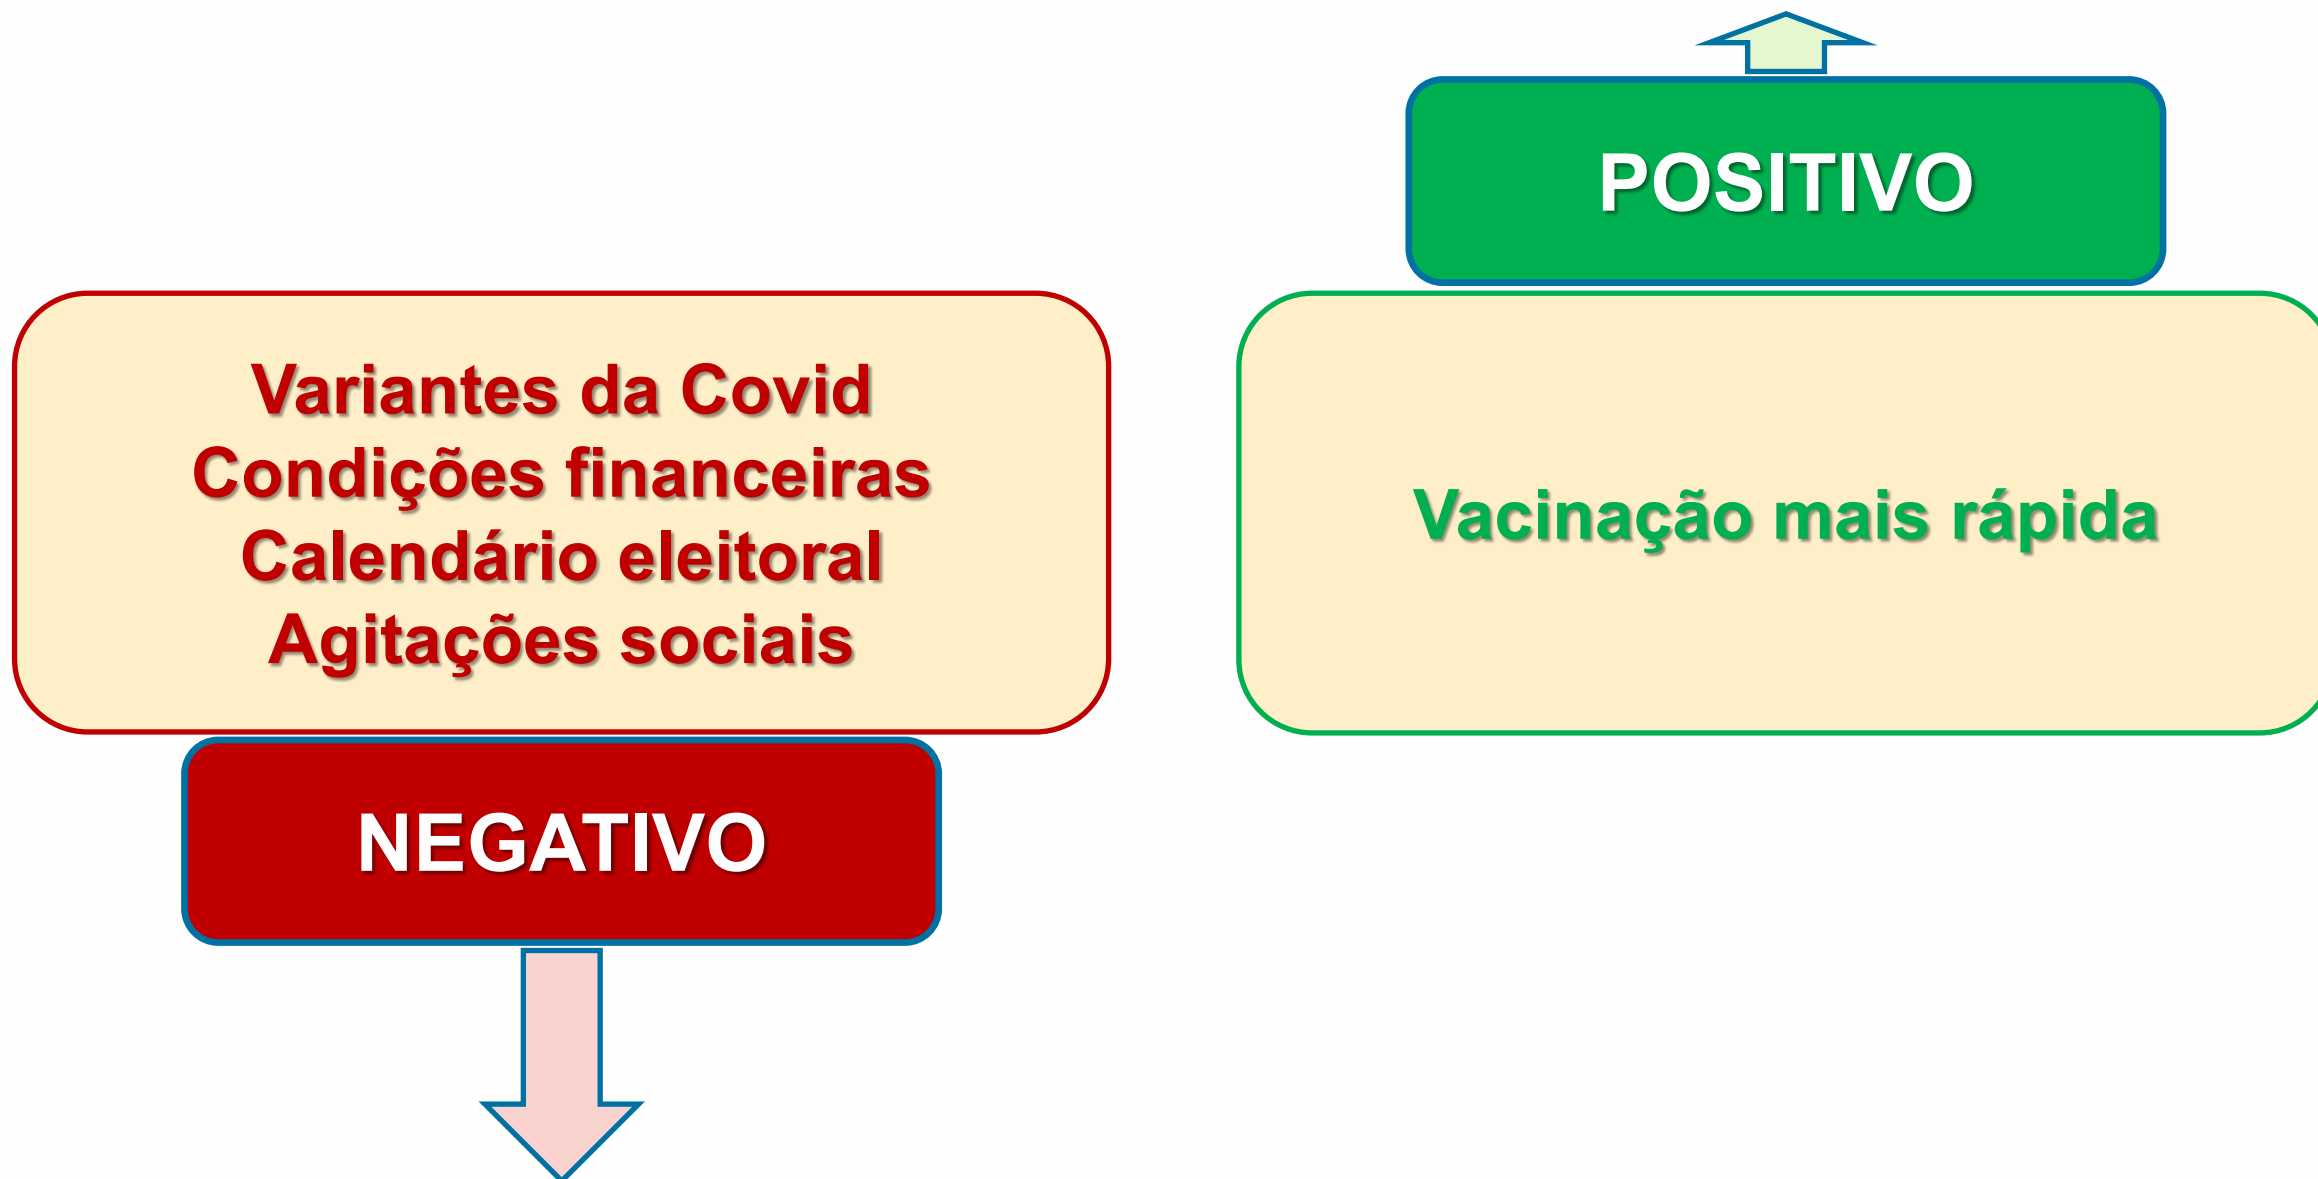 Variantes da Covid
Condições financeiras
Calendário eleitoral
Agitações sociais
NEGATIVO
POSITIVO
Vacinação mais rápida